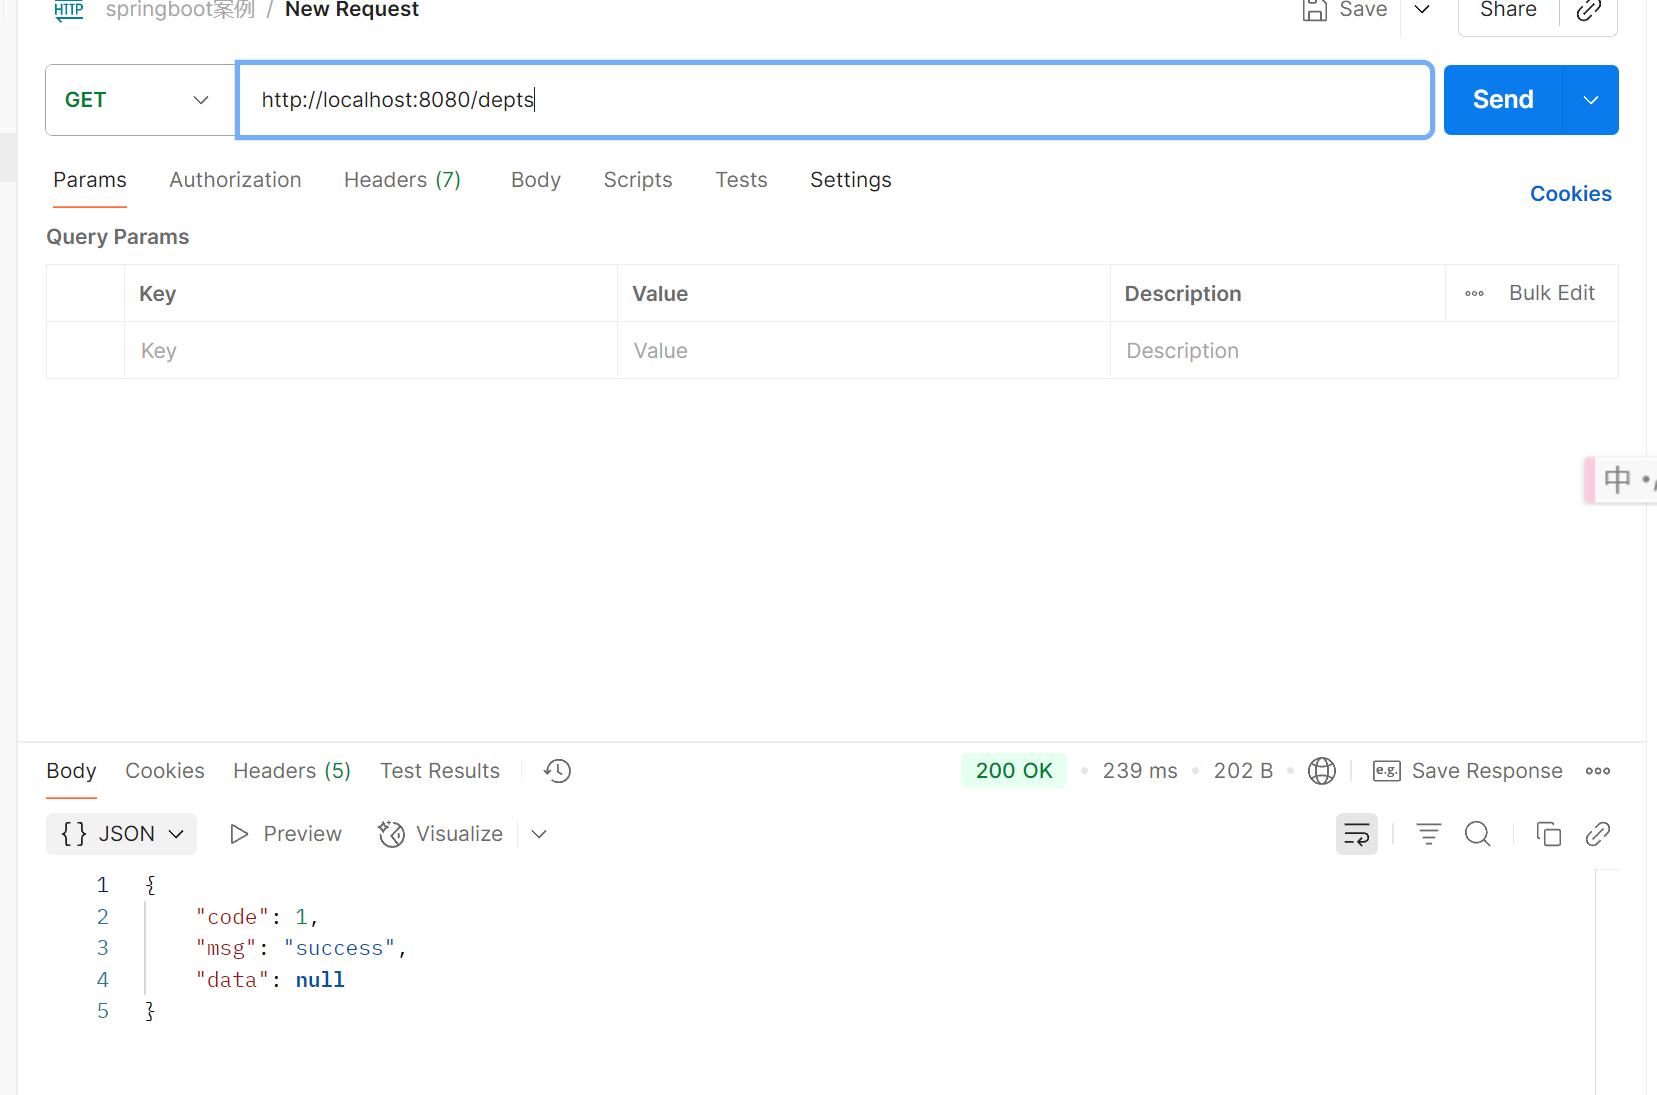 HTTP springboot案例 / New Request Save Share
GET http://localhost:8080/depts Send
Params Authorization Headers (7) Body Scripts Tests Settings
Cookies
Query Params
Key Value Description Bulk Edit
Key Value Description
中
Body Cookies Headers (5) Test Results 200 OK • 239 ms • 202 B • e.g. Save Response
{ } JSON Preview Visualize
1 {
2 "code": 1,
3 "msg": "success",
4 "data": null
5 }